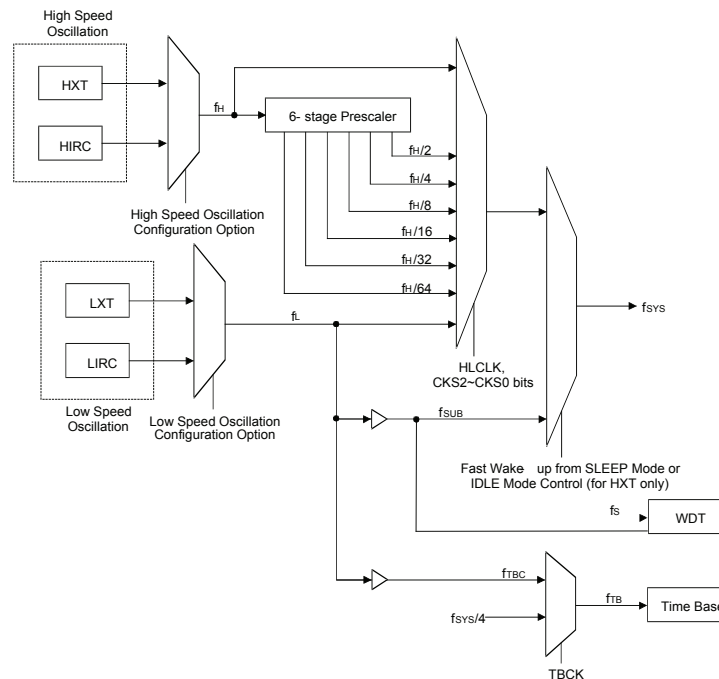 High Speed
Oscillation
HXT
HIRC
fH
6- stage Prescaler
fH/2
fH/4
fH/8
fH/16
fH/32
fH/64
High Speed Oscillation
Configuration Option
LXT
LIRC
fL
Low Speed
Oscillation
Low Speed Oscillation
Configuration Option
HLCLK,
CKS2~CKS0 bits
fSYS
fSUB
Fast Wake up from SLEEP Mode or
IDLE Mode Control (for HXT only)
fS
WDT
fTBC
fSYS/4
fTB
Time Base
TBCK